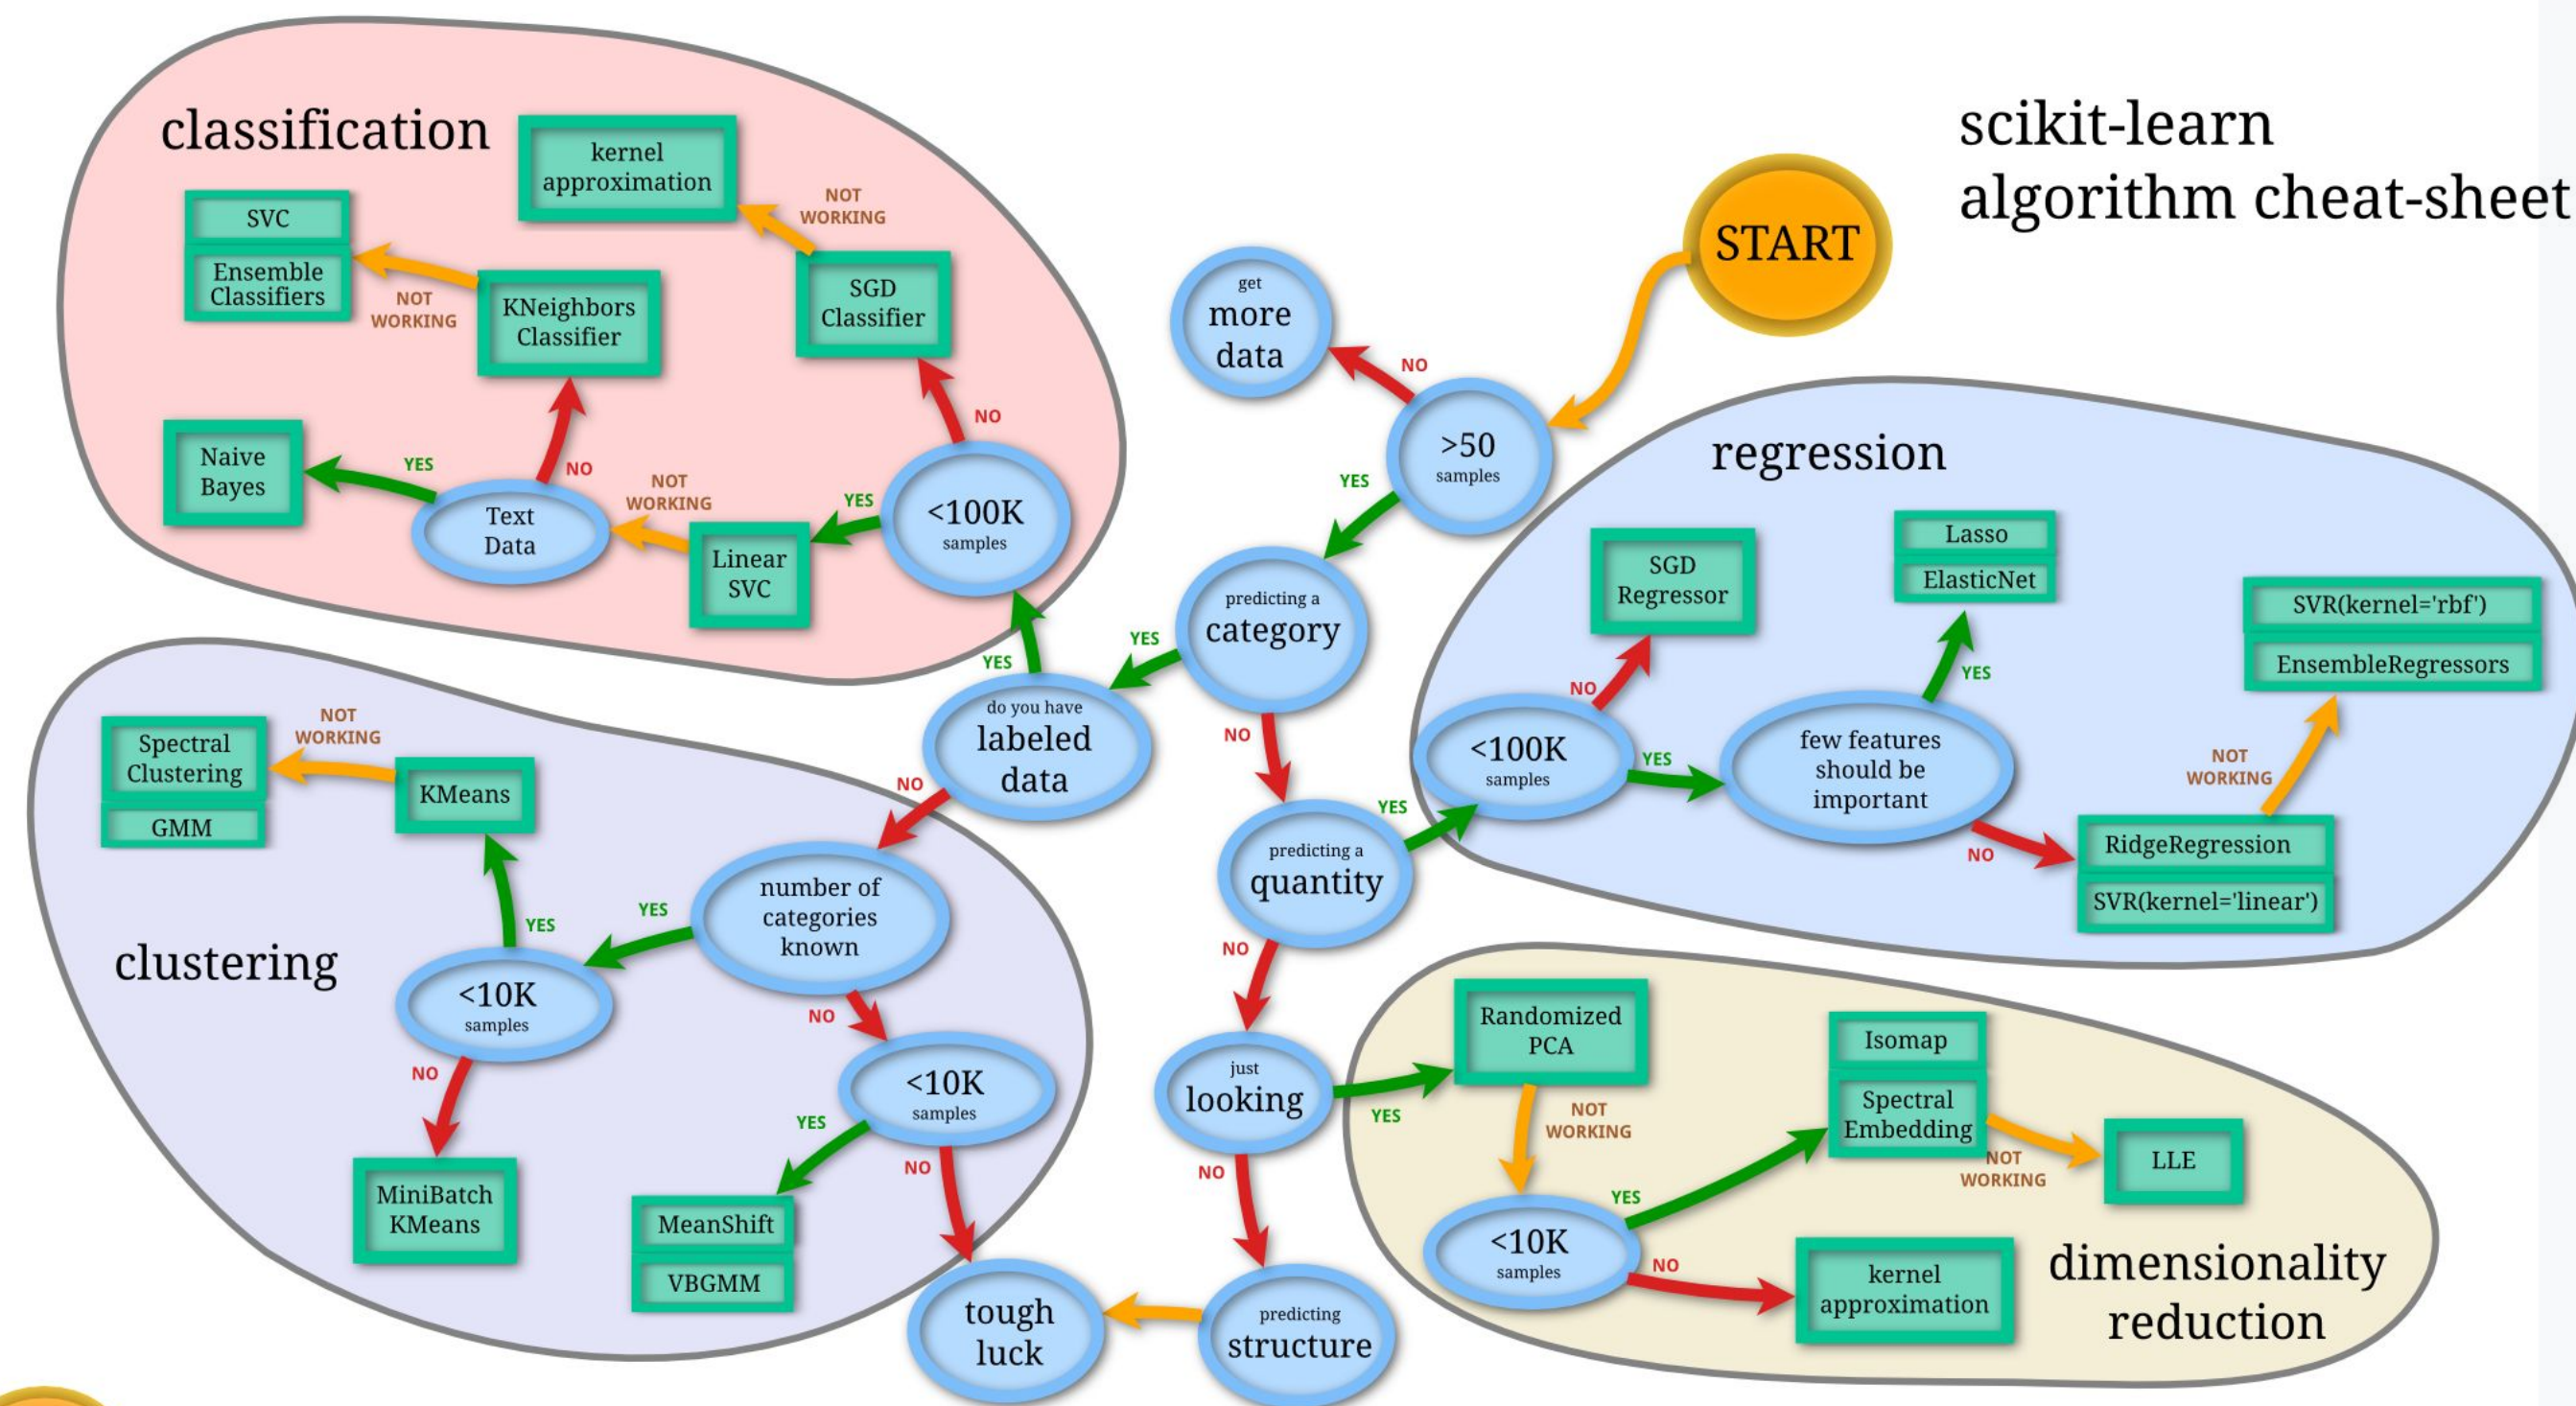 scikit-learn
algorithm cheat-sheet
START
>50
samples
NO
get
more
data
YES
predicting a
category
YES
do you have
labeled
data
YES
NO
NO
classification
<100K
samples
NO
SGD
Classifier
NOT
WORKING
kernel
approximation
YES
Linear
SVC
NOT
WORKING
Text
Data
YES
Naive
Bayes
NO
KNeighbors
Classifier
NOT
WORKING
SVC
Ensemble
Classifiers
clustering
number of
categories
known
YES
<10K
samples
YES
KMeans
NOT
WORKING
Spectral
Clustering
GMM
NO
MiniBatch
KMeans
NO
<10K
samples
YES
MeanShift
VBGMM
NO
tough
luck
predicting a
quantity
YES
NO
regression
<100K
samples
NO
SGD
Regressor
YES
few features
should be
important
YES
Lasso
ElasticNet
NO
RidgeRegression
SVR(kernel='linear')
NOT
WORKING
SVR(kernel='rbf')
EnsembleRegressors
just
looking
YES
NO
predicting
structure
dimensionality
reduction
Randomized
PCA
NOT
WORKING
<10K
samples
YES
Isomap
Spectral
Embedding
NOT
WORKING
LLE
NO
kernel
approximation